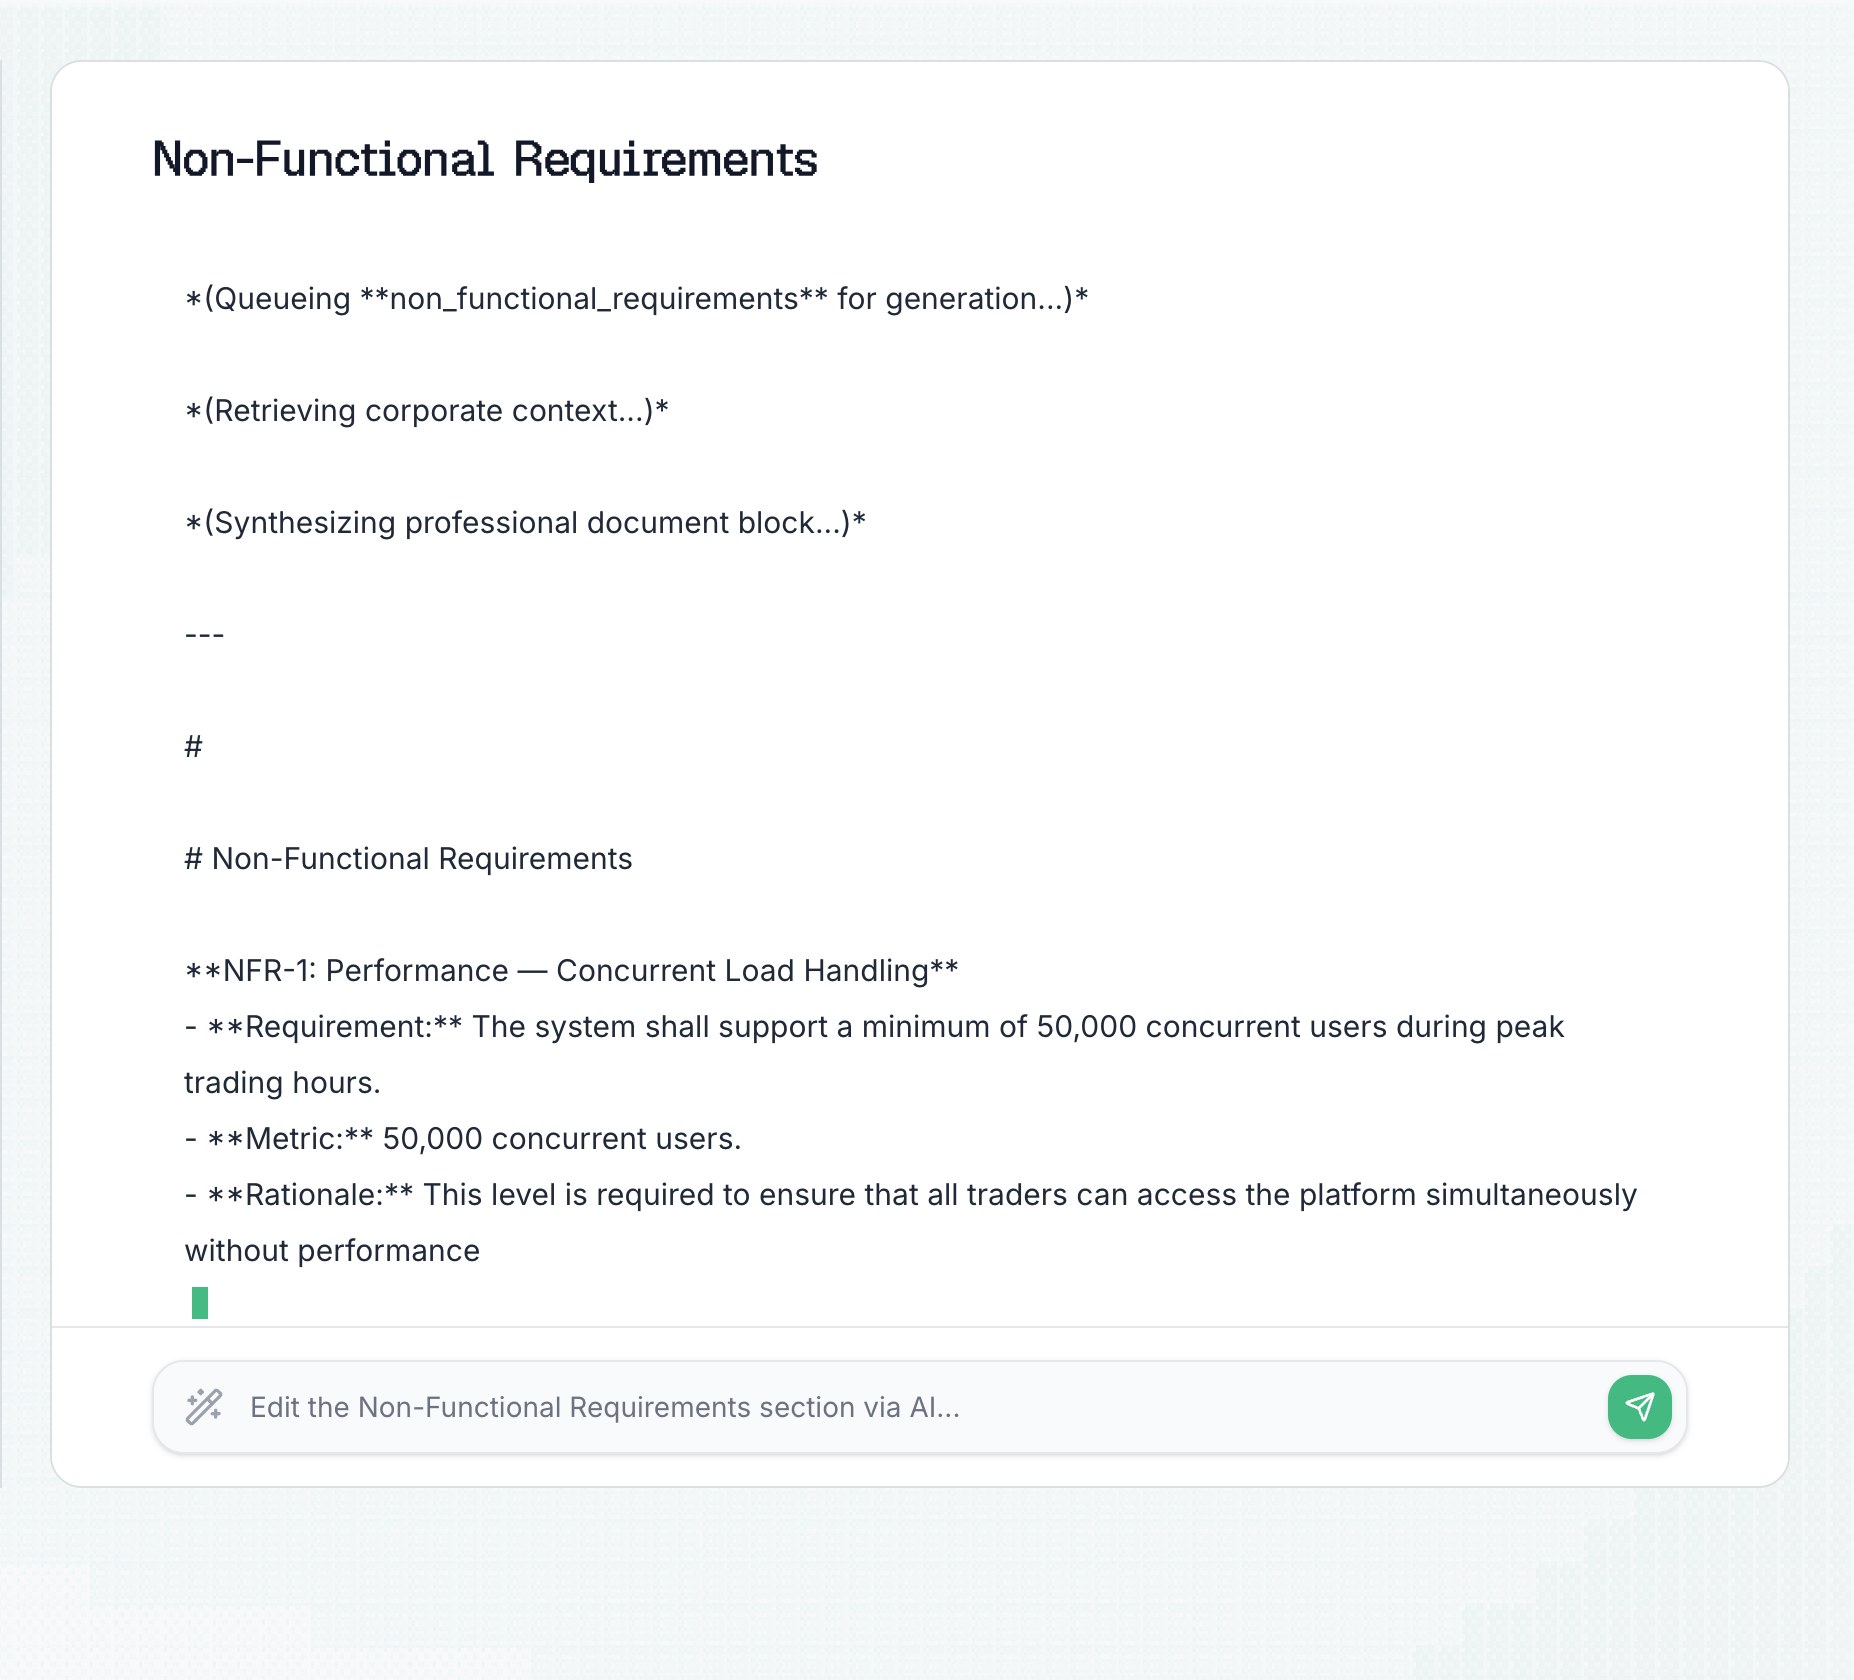 Non-Functional Requirements
*(Queueing **non_functional_requirements** for generation...)*
*(Retrieving corporate context...)*
*(Synthesizing professional document block...)*
---
#
# Non-Functional Requirements
**NFR-1: Performance — Concurrent Load Handling**
- **Requirement:** The system shall support a minimum of 50,000 concurrent users during peak
trading hours.
- **Metric:** 50,000 concurrent users.
- **Rationale:** This level is required to ensure that all traders can access the platform simultaneously
without performance
Edit the Non-Functional Requirements section via AI...